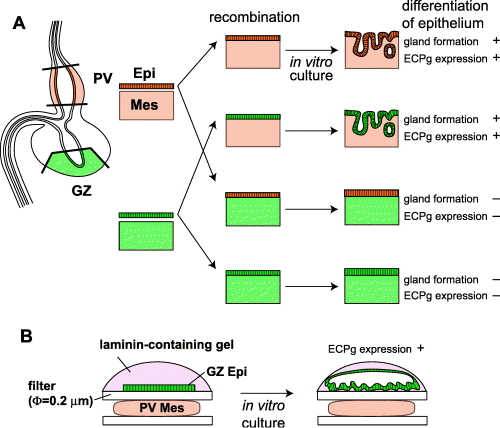 A
recombination
differentiation
of epithelium
PV
Epi
Mes
GZ
in vitro
culture
gland formation +
ECPg expression +
gland formation +
ECPg expression +
gland formation −
ECPg expression −
gland formation −
ECPg expression −
B
laminin-containing gel
GZ Epi
filter
(Φ=0.2 μm)
PV Mes
in vitro
culture
ECPg expression +